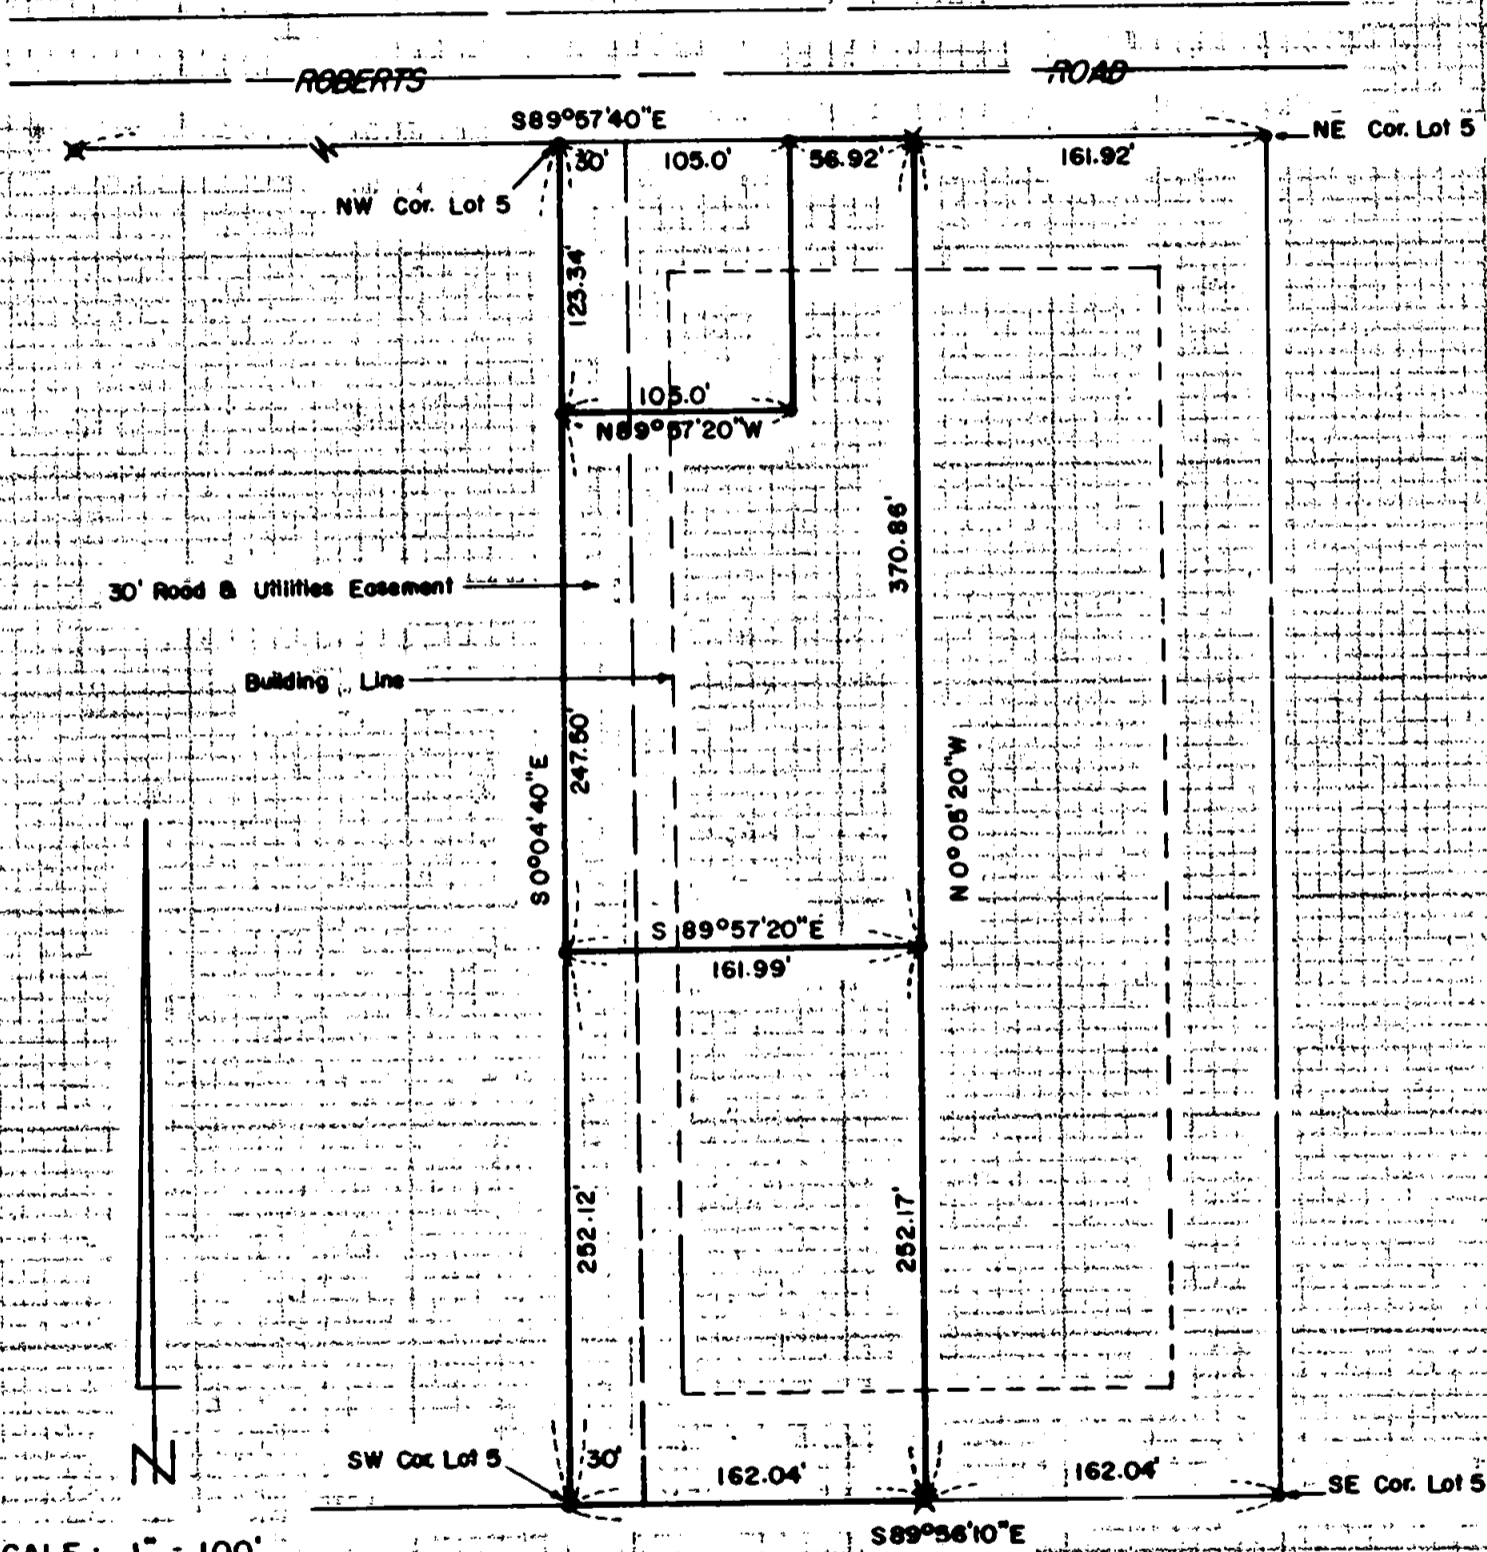 ROBERTS ROAD
S89°57'40"E
NE Cor. Lot 5
30' 105.0' 56.92' 161.92'
NW Cor. Lot 5
123.34'
105.0'
N89°57'20"W
370.86'
30' Road & Utilities Easement
Building Line
247.50'
S0°04'40"E
N0°05'20"W
S 89°57'20"E
161.99'
252.12'
252.17'
SW Cor. Lot 5
30'
162.04'
162.04'
SE Cor. Lot 5
S89°56'10"E
N
1" = 100'